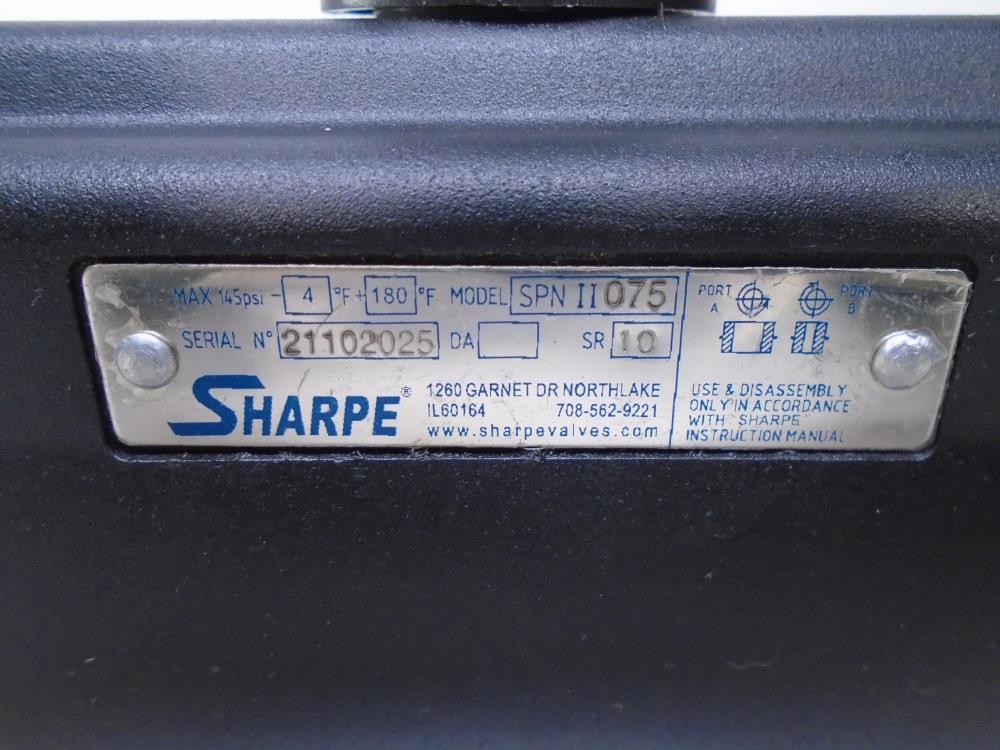 MAX 145psi - 4 °F + 180 °F MODEL SPN II 075
SERIAL N° 21102025 DA SR 10
SHARPE®
1260 GARNET DR NORTHLAKE
IL60164 708-562-9221
www.sharpevalves.com
PORT A PORT B
USE & DISASSEMBLY
ONLY IN ACCORDANCE
WITH "SHARPE"
INSTRUCTION MANUAL